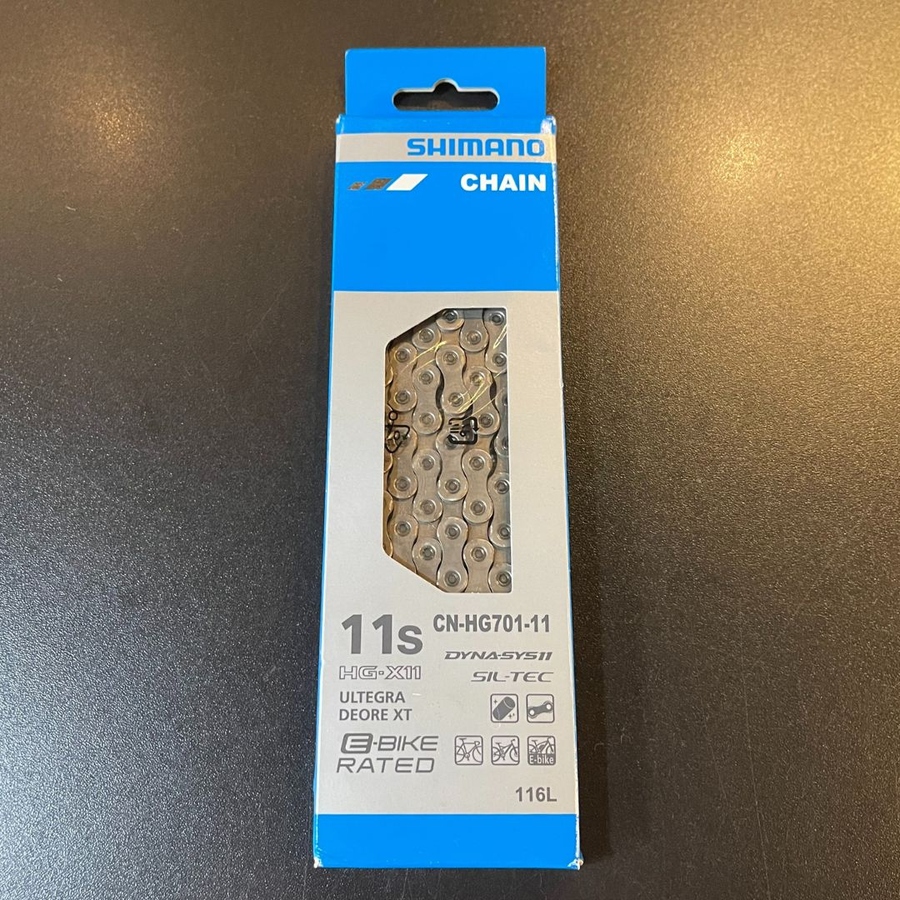 SHIMANO
CHAIN
11s CN-HG701-11
HG-X11 DYNA-SYS11
SIL-TEC
ULTEGRA
DEORE XT
E-BIKE
RATED
E-bike
116L